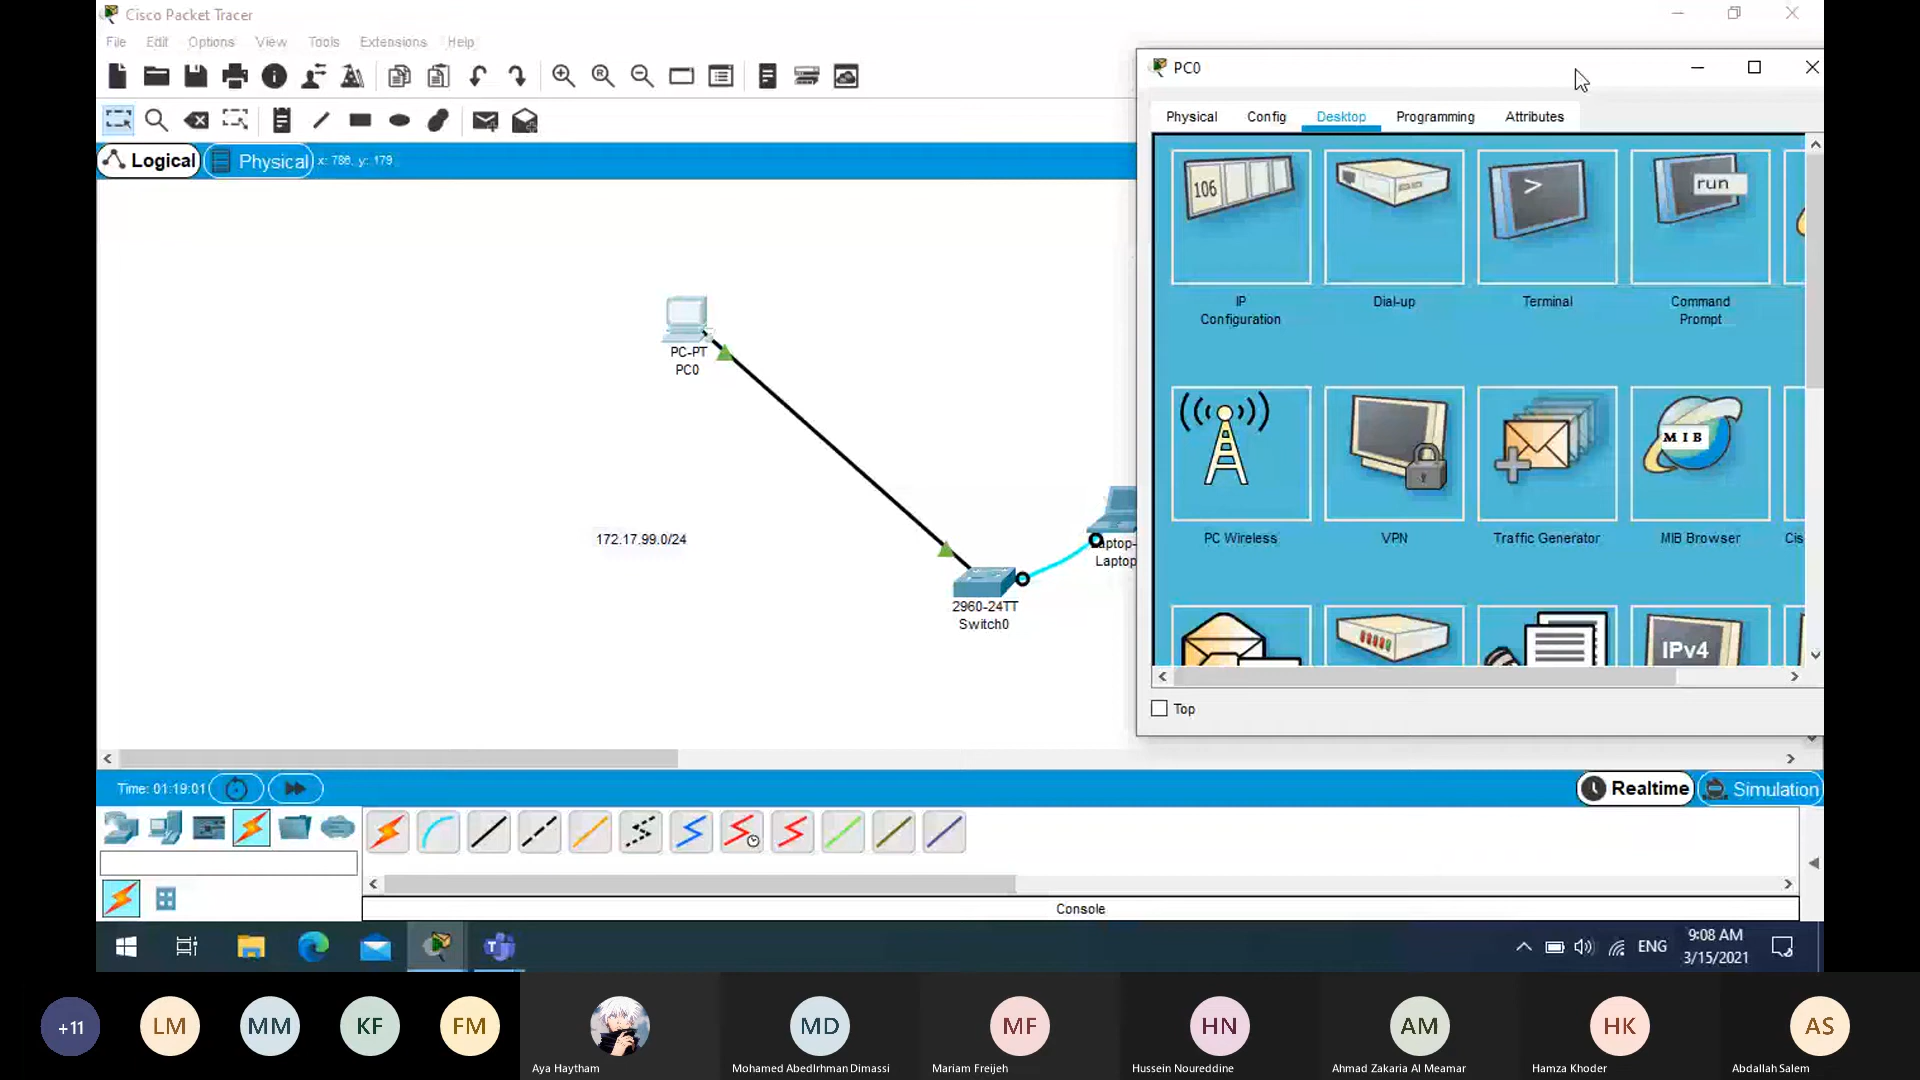 Cisco Packet Tracer
File Edit Options View Tools Extensions Help
PC0
Physical Config Desktop Programming Attributes
Logical Physical x: 786, y: 179
106
>
run
IP
Configuration
Dial-up
Terminal
Command
Prompt
MIB
PC Wireless
VPN
Traffic Generator
MIB Browser
Cis
IPv4
Top
PC-PT
PC0
172.17.99.0/24
2960-24TT
Switch0
Laptop-
Laptop
Time: 01:19:01
Realtime Simulation
Console
ENG
9:08 AM
3/15/2021
+11 LM MM KF FM MD MF HN AM HK AS
Aya Haytham Mohamed AbedIrhman Dimassi Mariam Freijeh Hussein Noureddine Ahmad Zakaria Al Meamar Hamza Khoder Abdallah Salem